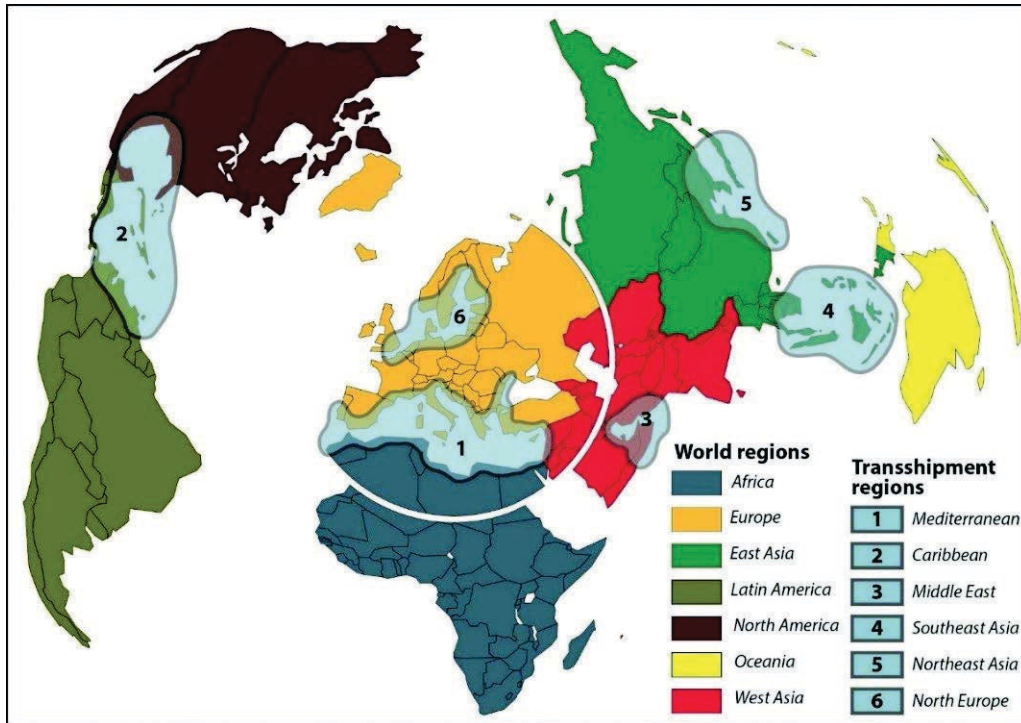 2
5
4
6
3
1
World regions
Africa
Europe
East Asia
Latin America
North America
Oceania
West Asia
Transshipment
regions
1 Mediterranean
2 Caribbean
3 Middle East
4 Southeast Asia
5 Northeast Asia
6 North Europe